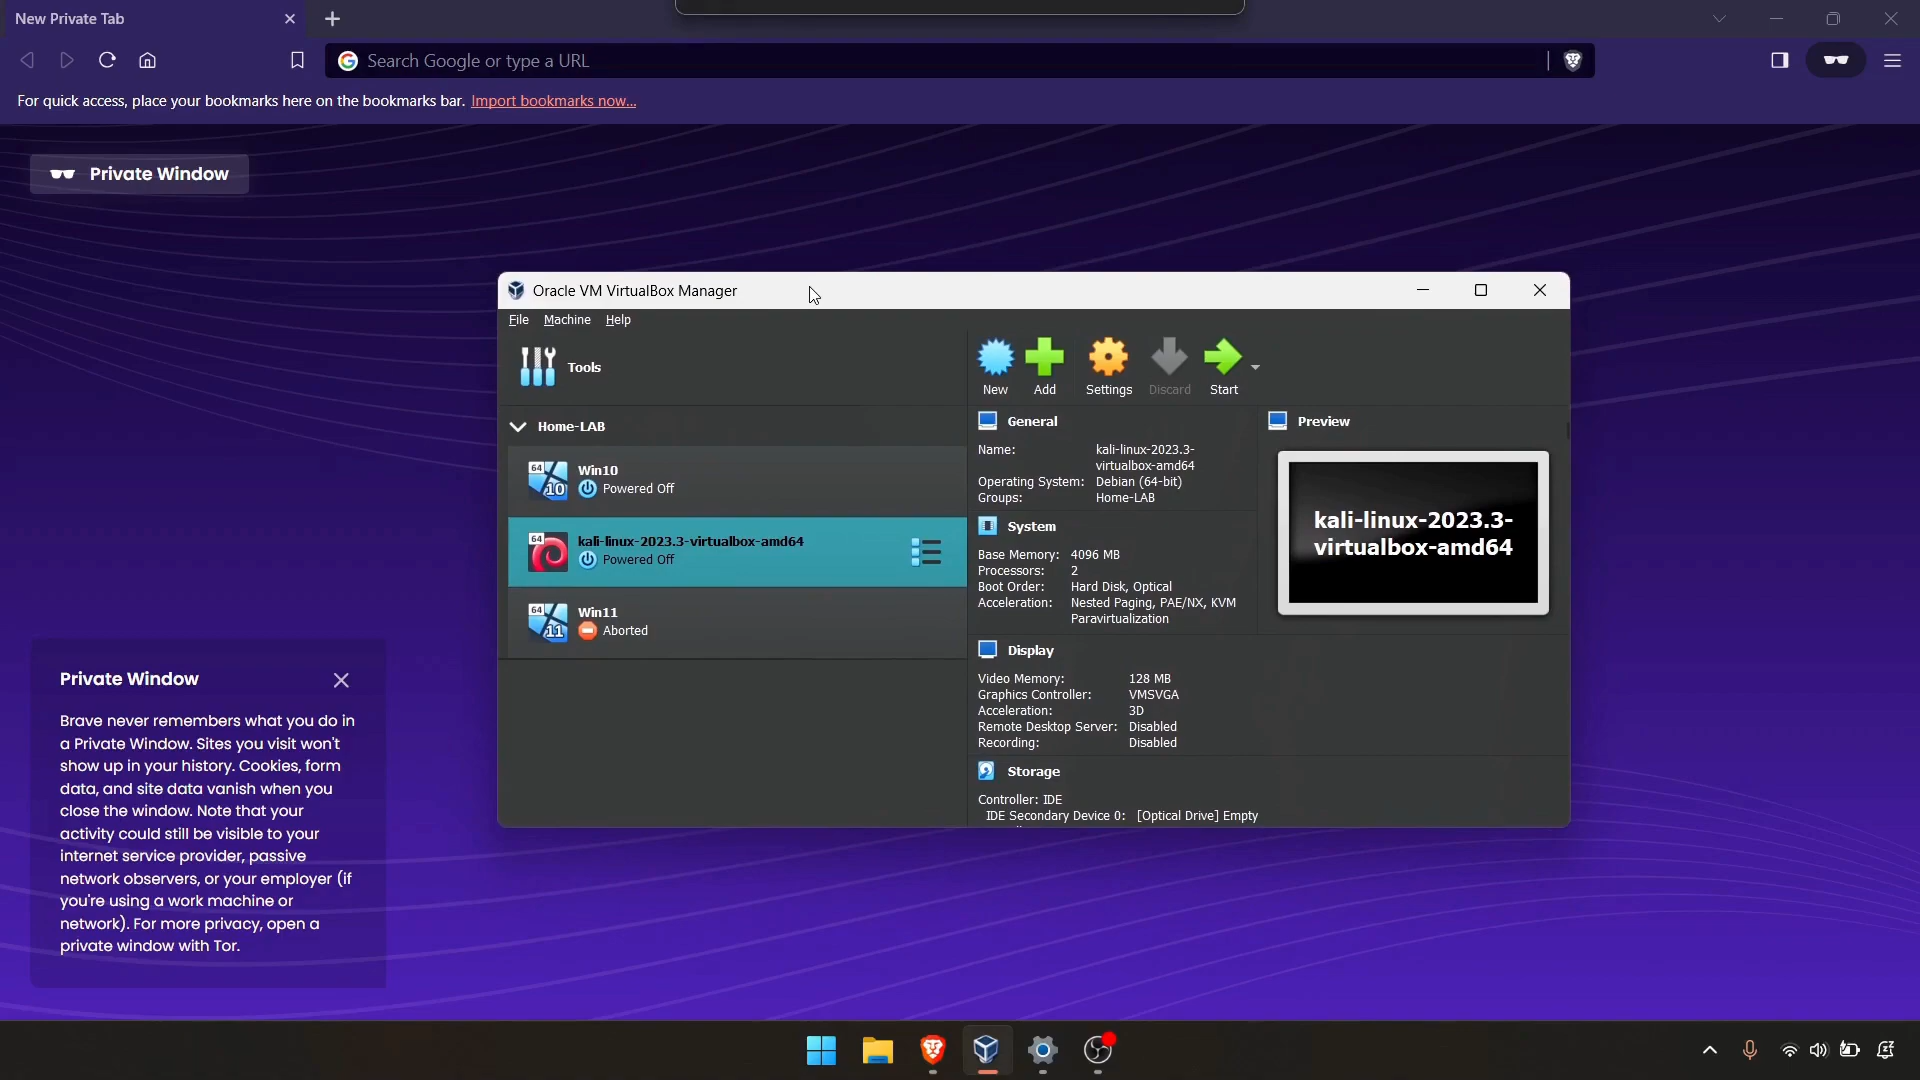 New Private Tab
Search Google or type a URL
For quick access, place your bookmarks here on the bookmarks bar. Import bookmarks now...
Private Window
Oracle VM VirtualBox Manager
File Machine Help
Tools
New Add Settings Discard Start
Home-LAB
64
10
Win10
Powered Off
64
kali-linux-2023.3-virtualbox-amd64
Powered Off
64
11
Win11
Aborted
General
Name: kali-linux-2023.3-
virtualbox-amd64
Operating System: Debian (64-bit)
Groups: Home-LAB
System
Base Memory: 4096 MB
Processors: 2
Boot Order: Hard Disk, Optical
Acceleration: Nested Paging, PAE/NX, KVM
Paravirtualization
Display
Video Memory: 128 MB
Graphics Controller: VMSVGA
Acceleration: 3D
Remote Desktop Server: Disabled
Recording: Disabled
Storage
Controller: IDE
IDE Secondary Device 0: [Optical Drive] Empty
Preview
kali-linux-2023.3-
virtualbox-amd64
Private Window
Brave never remembers what you do in
a Private Window. Sites you visit won't
show up in your history. Cookies, form
data, and site data vanish when you
close the window. Note that your
activity could still be visible to your
internet service provider, passive
network observers, or your employer (if
you're using a work machine or
network). For more privacy, open a
private window with Tor.